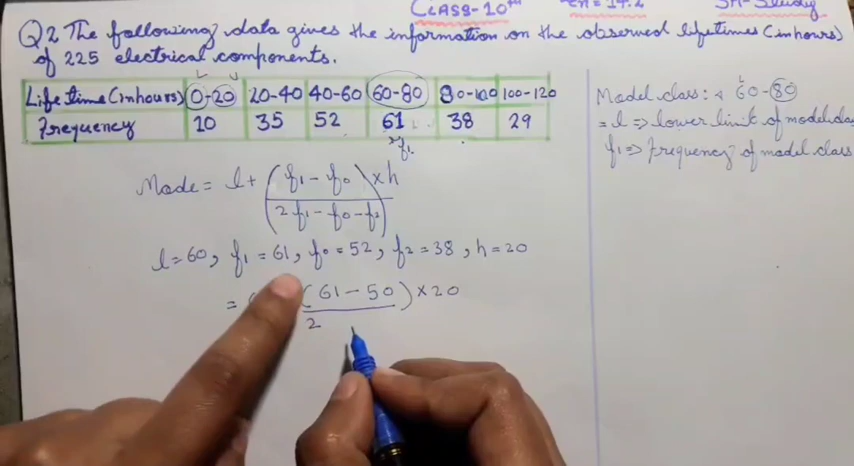 CLASS-10th
Q2 The following data gives the information on the observed lifetimes (in hours)
of 225 electrical components.
Life time (in hours) 0-20 20-40 40-60 60-80 80-100 100-120
Frequency 10 35 52 61 38 29
f₁
Mode = l + (f₁ - f₀ / 2f₁ - f₀ - f₂) × h
l = 60, f₁ = 61, f₀ = 52, f₂ = 38, h = 20
= (61 - 50) × 20
2
Model class: 60-80
= l => lower limit of model class
f₁ => Frequency of model class